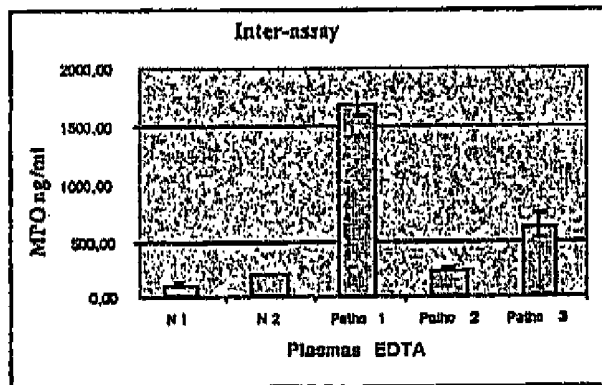 Inter-assay
MPO ng/ml
2000,00
1500,00
1000,00
500,00
0,00
N 1 N 2 Patho 1 Patho 2 Patho 3
Plasmas EDTA